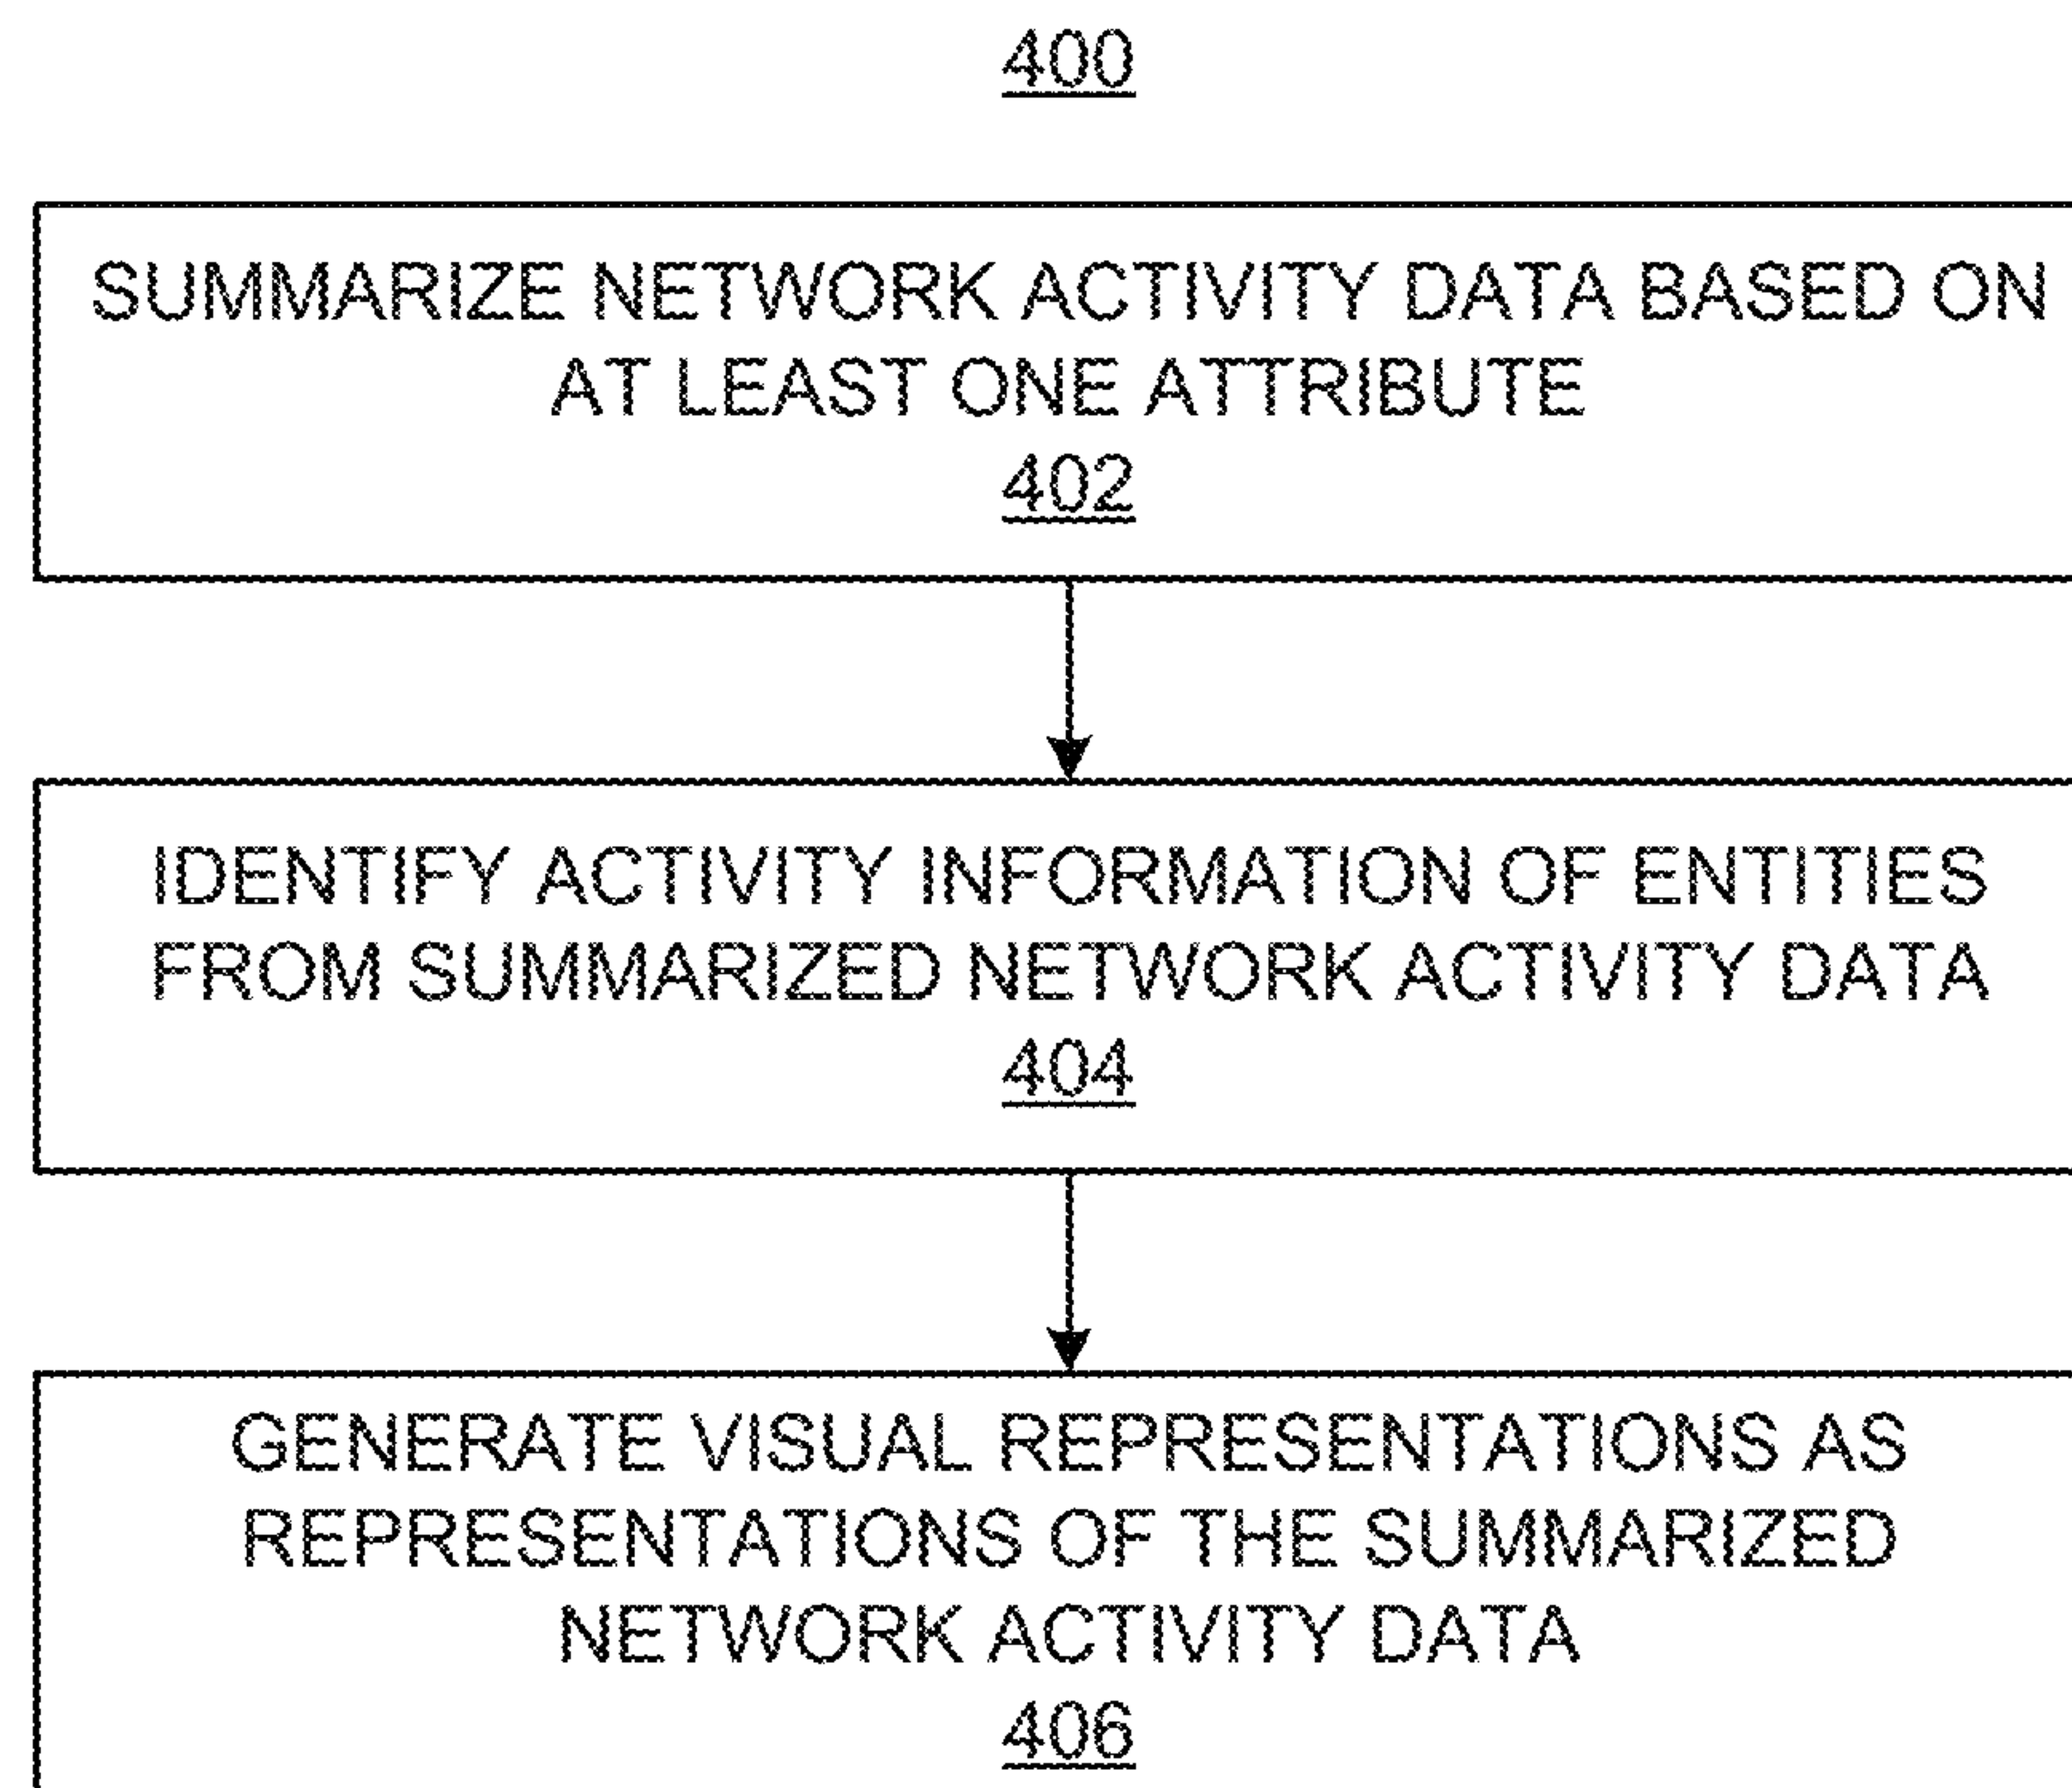 400
SUMMARIZE NETWORK ACTIVITY DATA BASED ON
AT LEAST ONE ATTRIBUTE
402
IDENTIFY ACTIVITY INFORMATION OF ENTITIES
FROM SUMMARIZED NETWORK ACTIVITY DATA
404
GENERATE VISUAL REPRESENTATIONS AS
REPRESENTATIONS OF THE SUMMARIZED
NETWORK ACTIVITY DATA
406